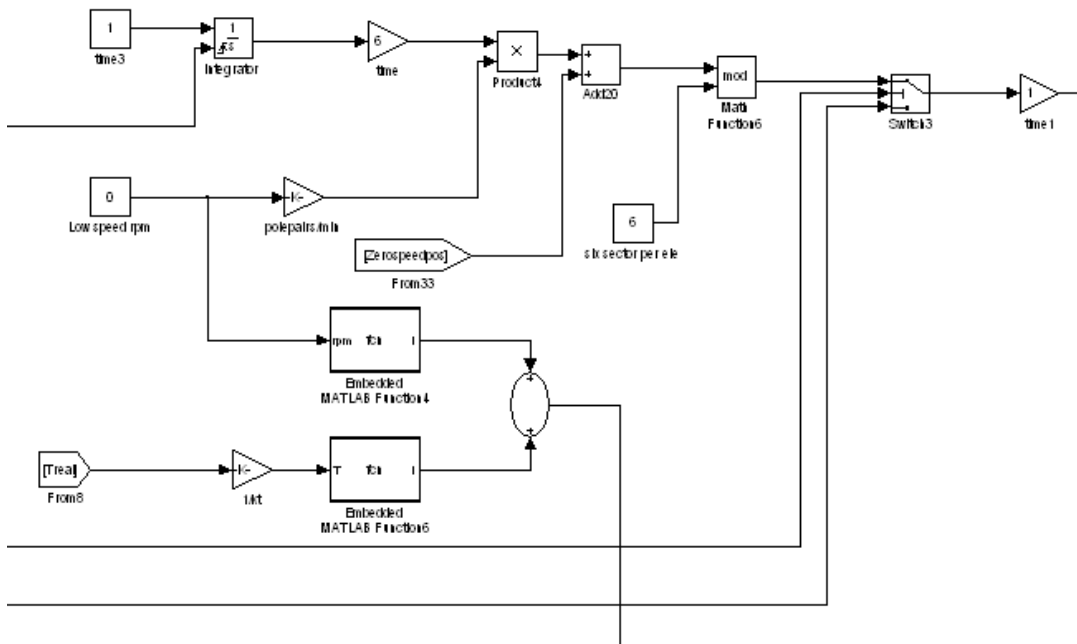 1
time3
1
s
Integrator
6
time
×
Product4
+
+
Add20
mod
Math
Function6
Switch3
1
time1
0
Low speed rpm
-K-
polepairs/min
[Zerospeedpos]
From33
6
six sector per ele
rpm
fcn
I
Embedded
MATLAB Function4
+
+
[Treal]
From8
-K-
1/kt
T
fcn
I
Embedded
MATLAB Function6